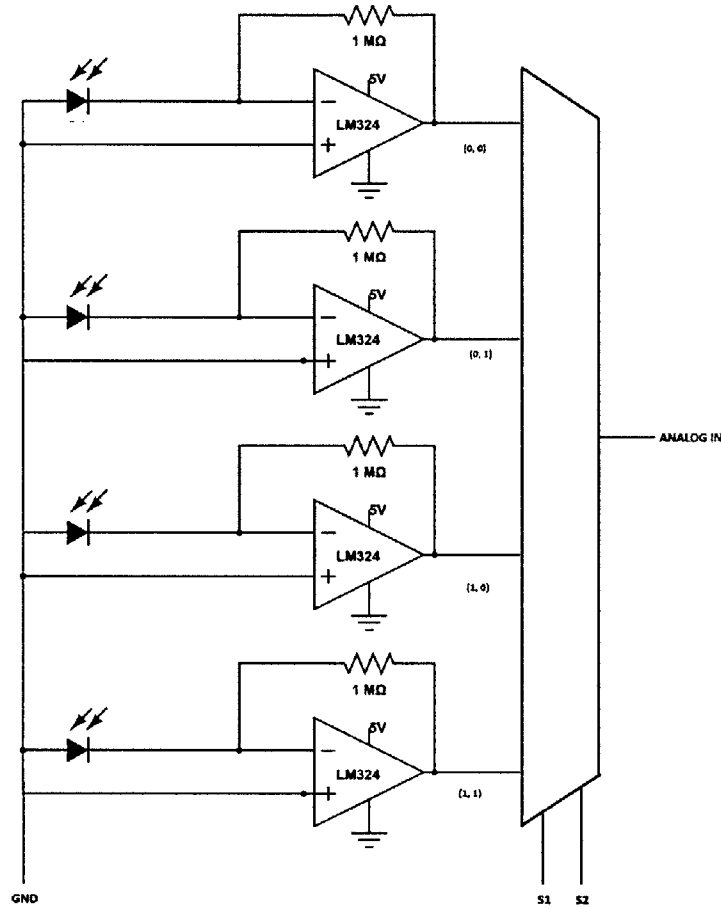 1 MΩ
5V
−
LM324
+
(0, 0)
1 MΩ
5V
−
LM324
+
(0, 1)
ANALOG IN
1 MΩ
5V
−
LM324
+
(1, 0)
1 MΩ
5V
−
LM324
+
(1, 1)
GND
S1 S2